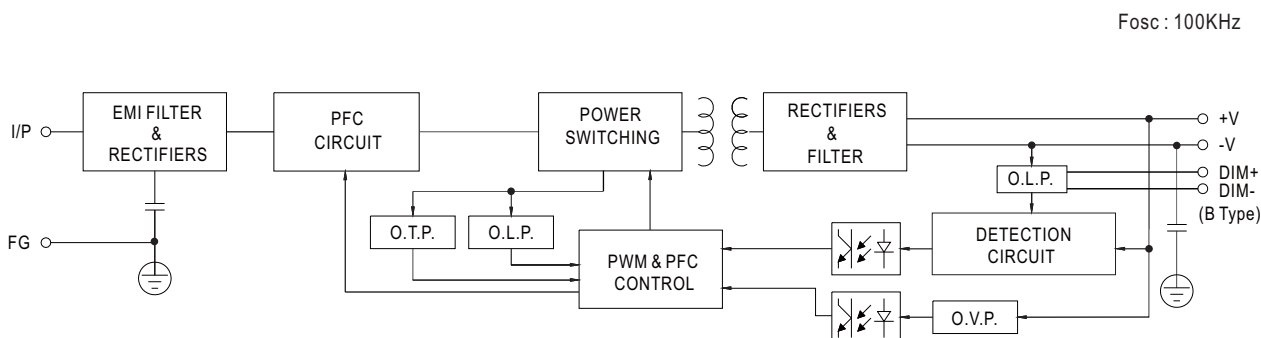 Fosc : 100KHz
I/P
EMI FILTER
&
RECTIFIERS
PFC
CIRCUIT
POWER
SWITCHING
RECTIFIERS
&
FILTER
+V
-V
DIM+
DIM-
(B Type)
O.L.P.
FG
O.T.P.
O.L.P.
PWM & PFC
CONTROL
DETECTION
CIRCUIT
O.V.P.